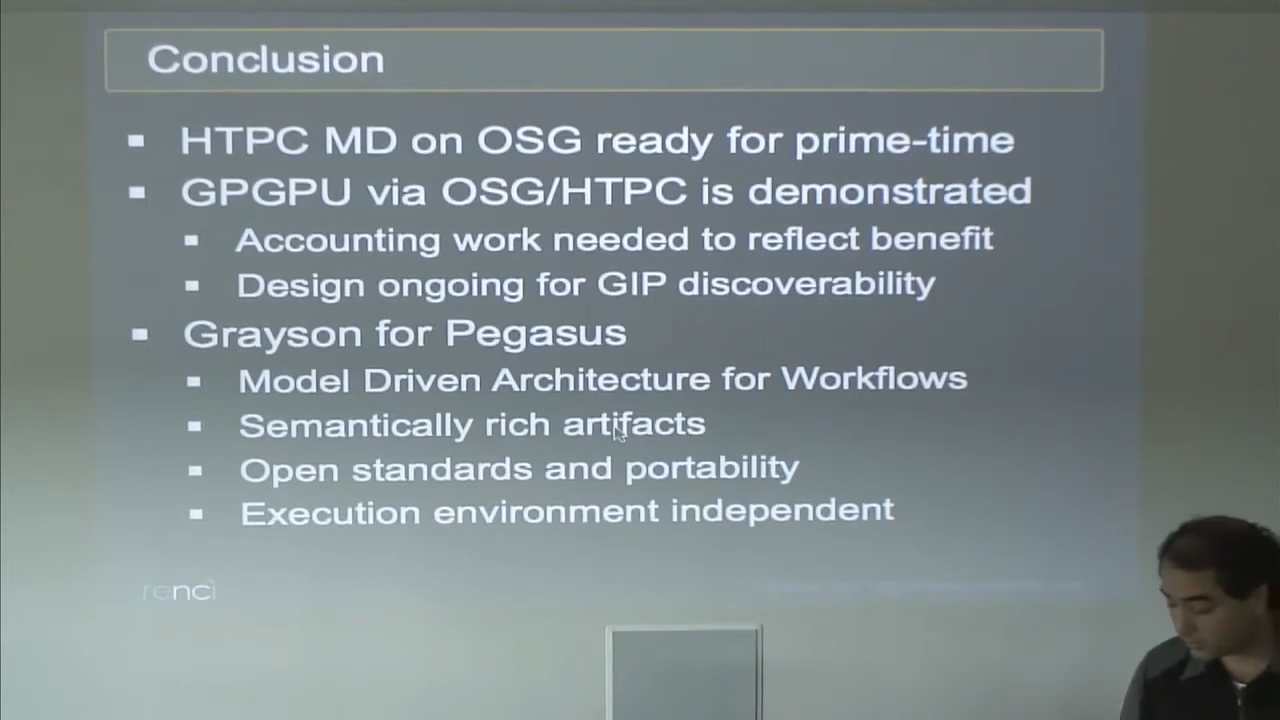 Conclusion
HTPC MD on OSG ready for prime-time
GPGPU via OSG/HTPC is demonstrated
Accounting work needed to reflect benefit
Design ongoing for GIP discoverability
Grayson for Pegasus
Model Driven Architecture for Workflows
Semantically rich artifacts
Open standards and portability
Execution environment independent
renci